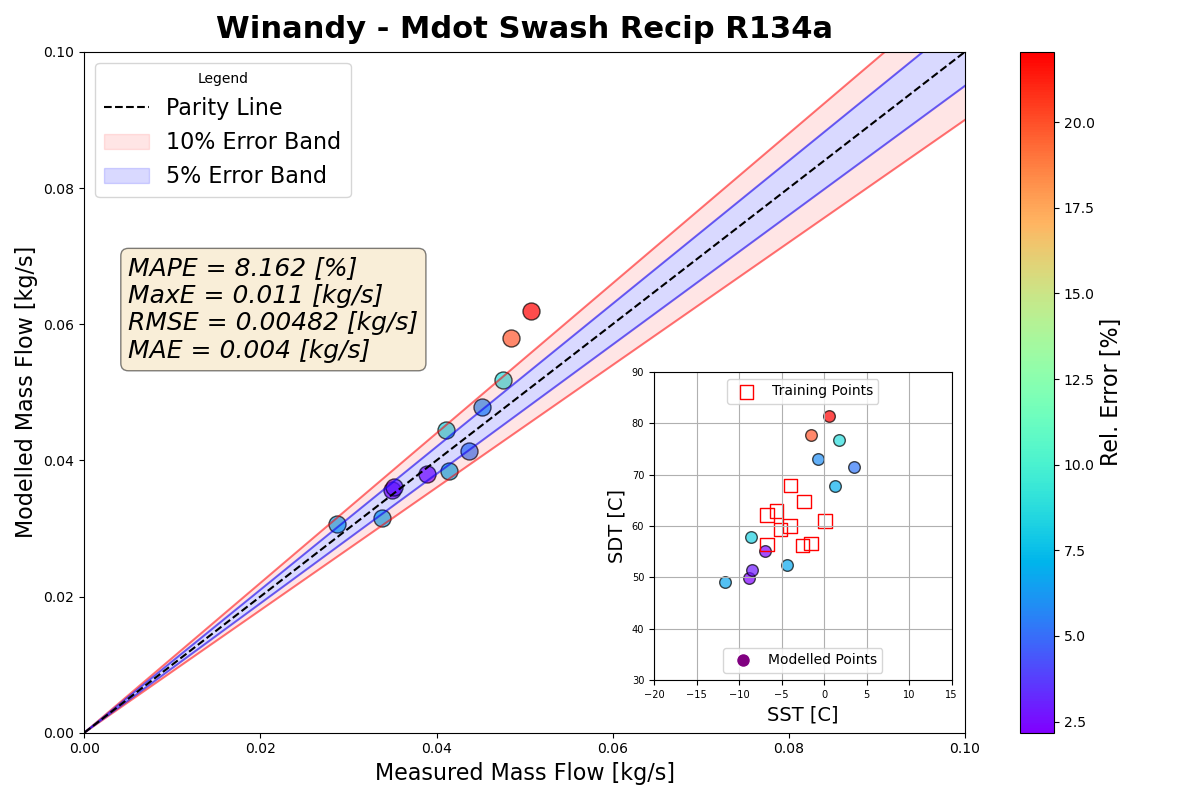 Winandy - Mdot Swash Recip R134a
Legend
Parity Line
10% Error Band
5% Error Band
MAPE = 8.162 [%]
MaxE = 0.011 [kg/s]
RMSE = 0.00482 [kg/s]
MAE = 0.004 [kg/s]
Modelled Mass Flow [kg/s]
0.10
0.08
0.06
0.04
0.02
0.00
0.00 0.02 0.04 0.06 0.08 0.10
Measured Mass Flow [kg/s]
Training Points
Modelled Points
SDT [C]
90
80
70
60
50
40
30
−20 −15 −10 −5 0 5 10 15
SST [C]
20.0
17.5
15.0
12.5
10.0
7.5
5.0
2.5
Rel. Error [%]